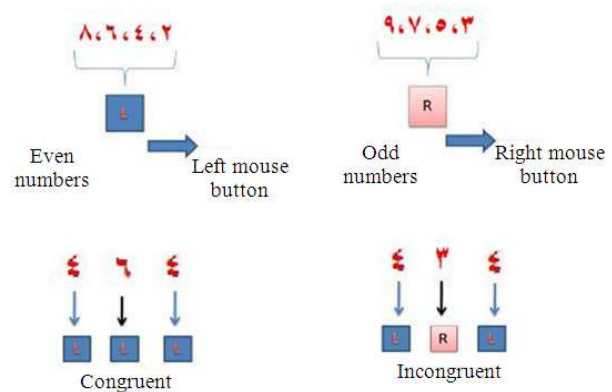 ٨،٦،٤،٢
٩،٧،٥،٣
L
R
Even numbers
Left mouse button
Odd numbers
Right mouse button
٤ ٦ ٤
L L L
Congruent
٤ ٣ ٤
L R L
Incongruent